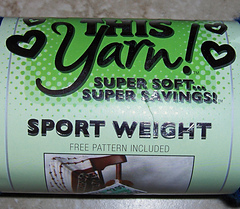 THIS
Yarn!
SUPER SOFT...
SUPER SAVINGS!
SPORT WEIGHT
FREE PATTERN INCLUDED